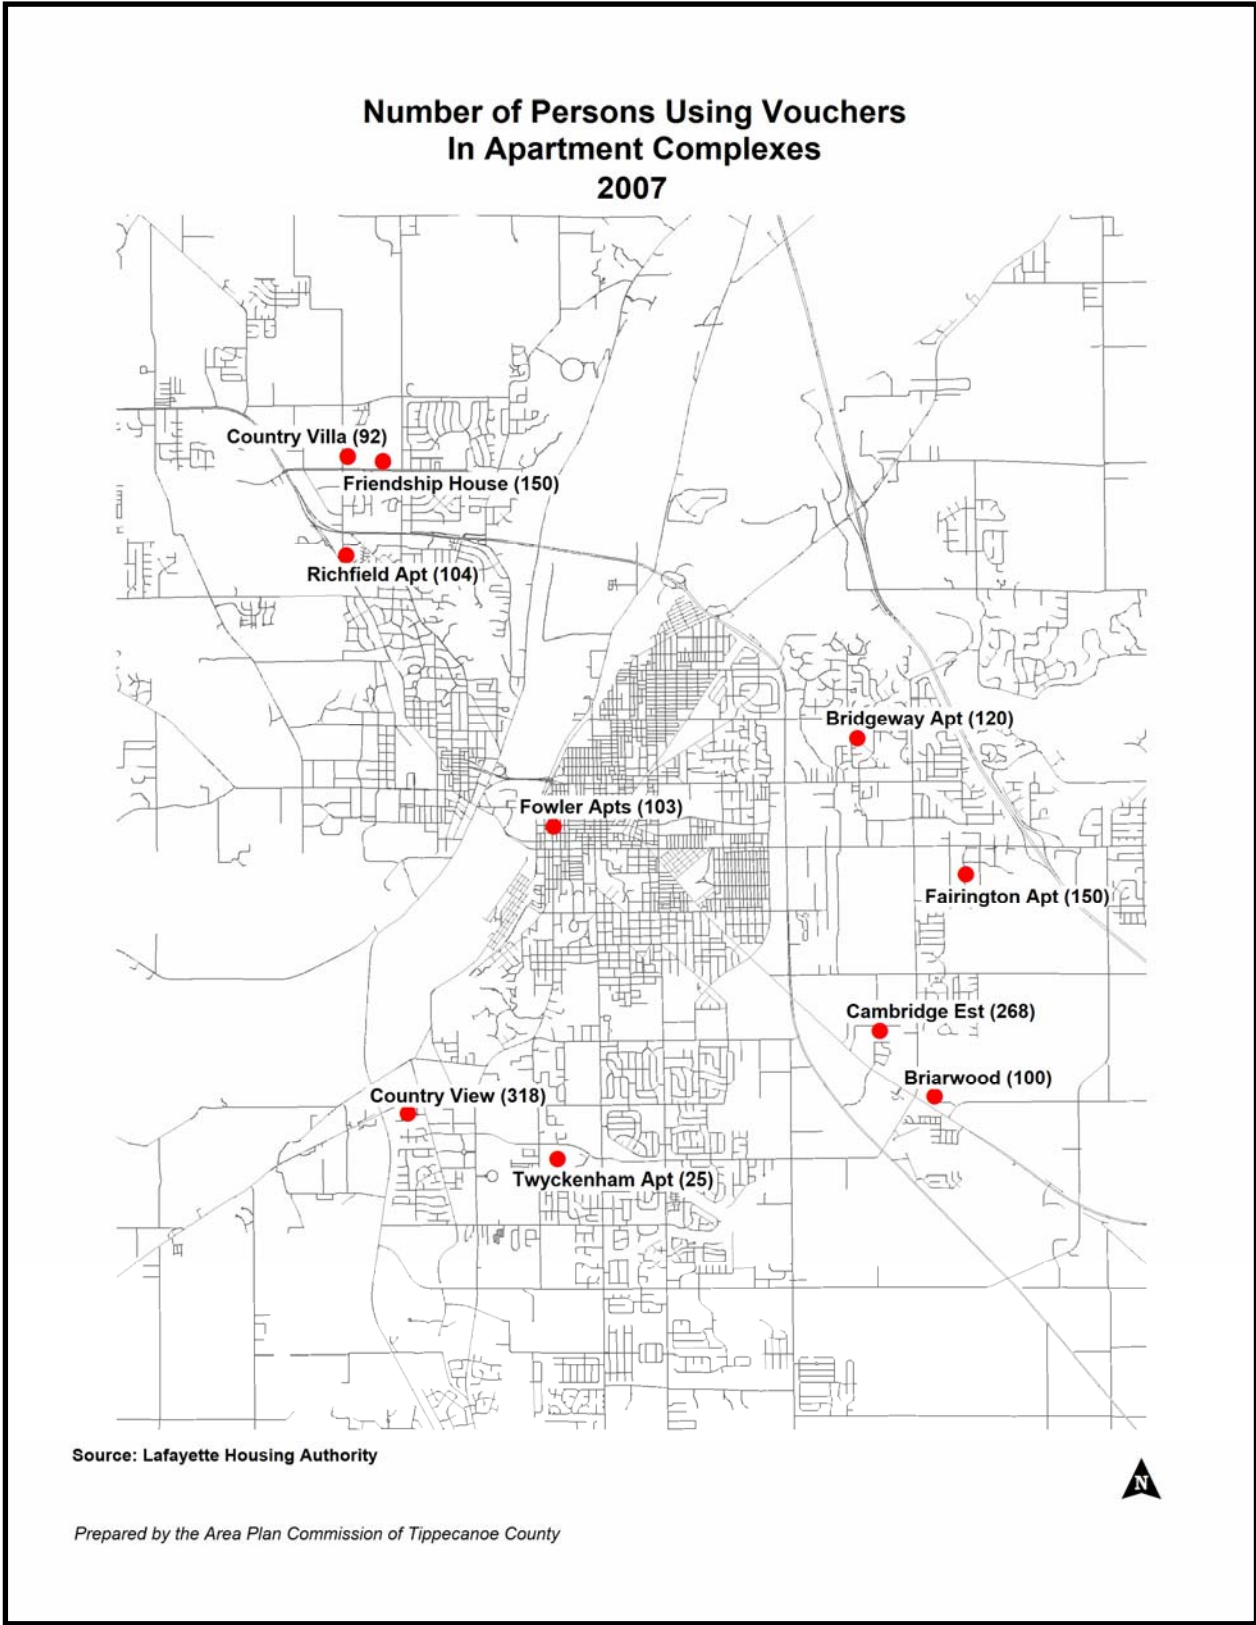 Number of Persons Using Vouchers
In Apartment Complexes
2007
Country Villa (92)
Friendship House (150)
Richfield Apt (104)
Bridgeway Apt (120)
Fowler Apts (103)
Fairington Apt (150)
Cambridge Est (268)
Briarwood (100)
Country View (318)
Twyckenham Apt (25)
Source: Lafayette Housing Authority
N
Prepared by the Area Plan Commission of Tippecanoe County